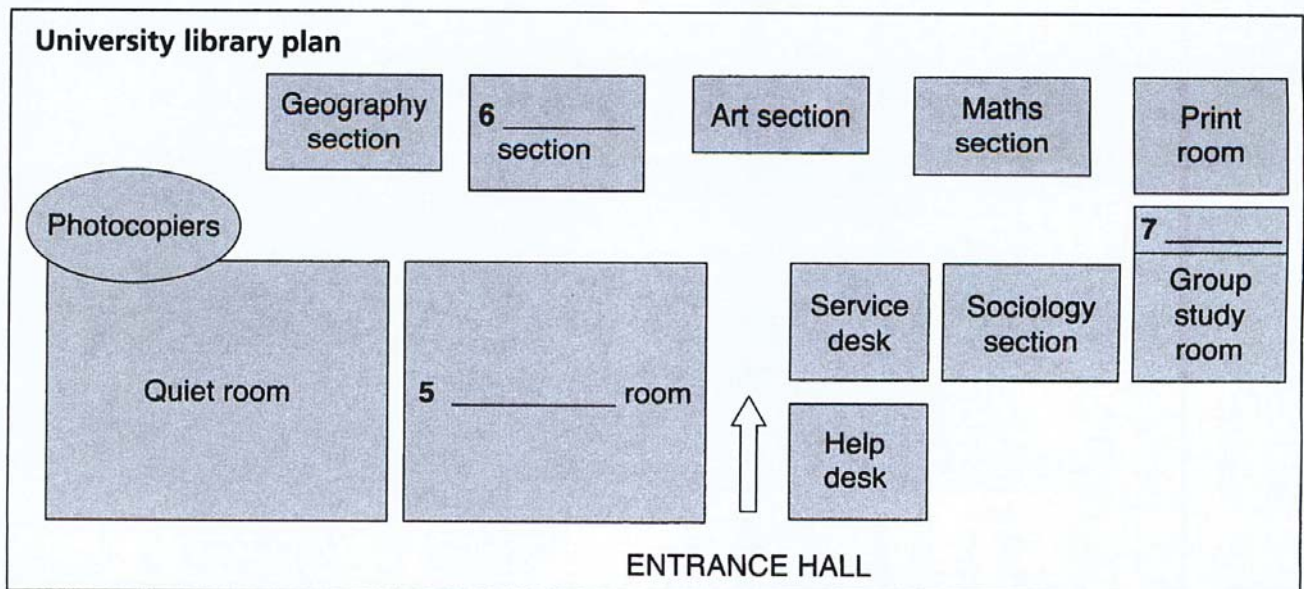 University library plan
Geography
section
6 ________
section
Art section
Maths
section
Print
room
Photocopiers
7 ________
Group
study
room
Service
desk
Sociology
section
Quiet room
5 ________ room
Help
desk
ENTRANCE HALL